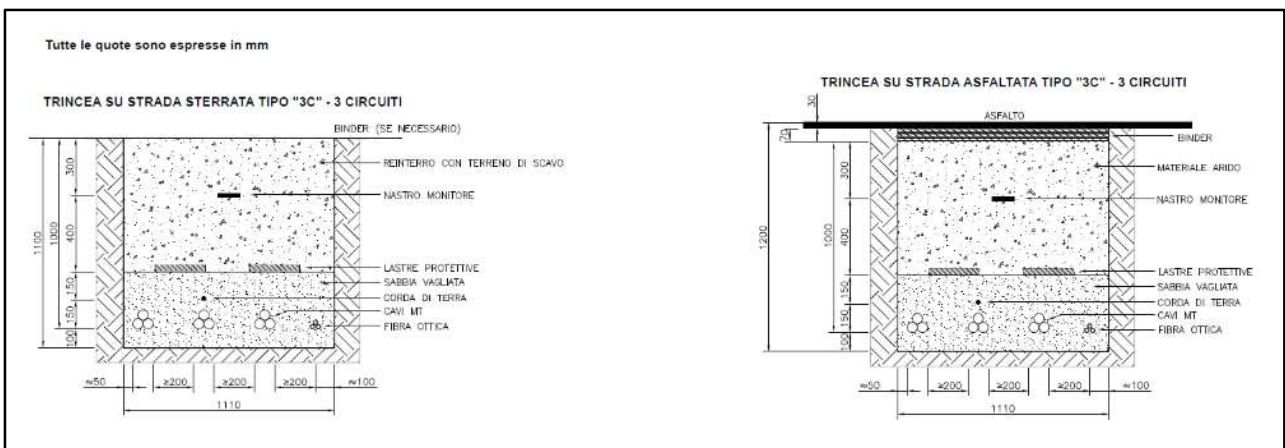 Tutte le quote sono espresse in mm
TRINCEA SU STRADA STERRATA TIPO "3C" - 3 CIRCUITI
BINDER (SE NECESSARIO)
REINTERRO CON TERRENO DI SCAVO
NASTRO MONITORE
LASTRE PROTETTIVE
SABBIA VAGLIATA
CORDA DI TERRA
CAVI MT
FIBRA OTTICA
1100
1000
300
400
150
150
100
≈50
≥200
≥200
≥200
≈100
1110
TRINCEA SU STRADA ASFALTATA TIPO "3C" - 3 CIRCUITI
30
ASFALTO
70
BINDER
MATERIALE ARIDO
NASTRO MONITORE
LASTRE PROTETTIVE
SABBIA VAGLIATA
CORDA DI TERRA
CAVI MT
FIBRA OTTICA
1200
1000
300
400
150
150
100
≈50
≥200
≥200
≥200
≈100
1110